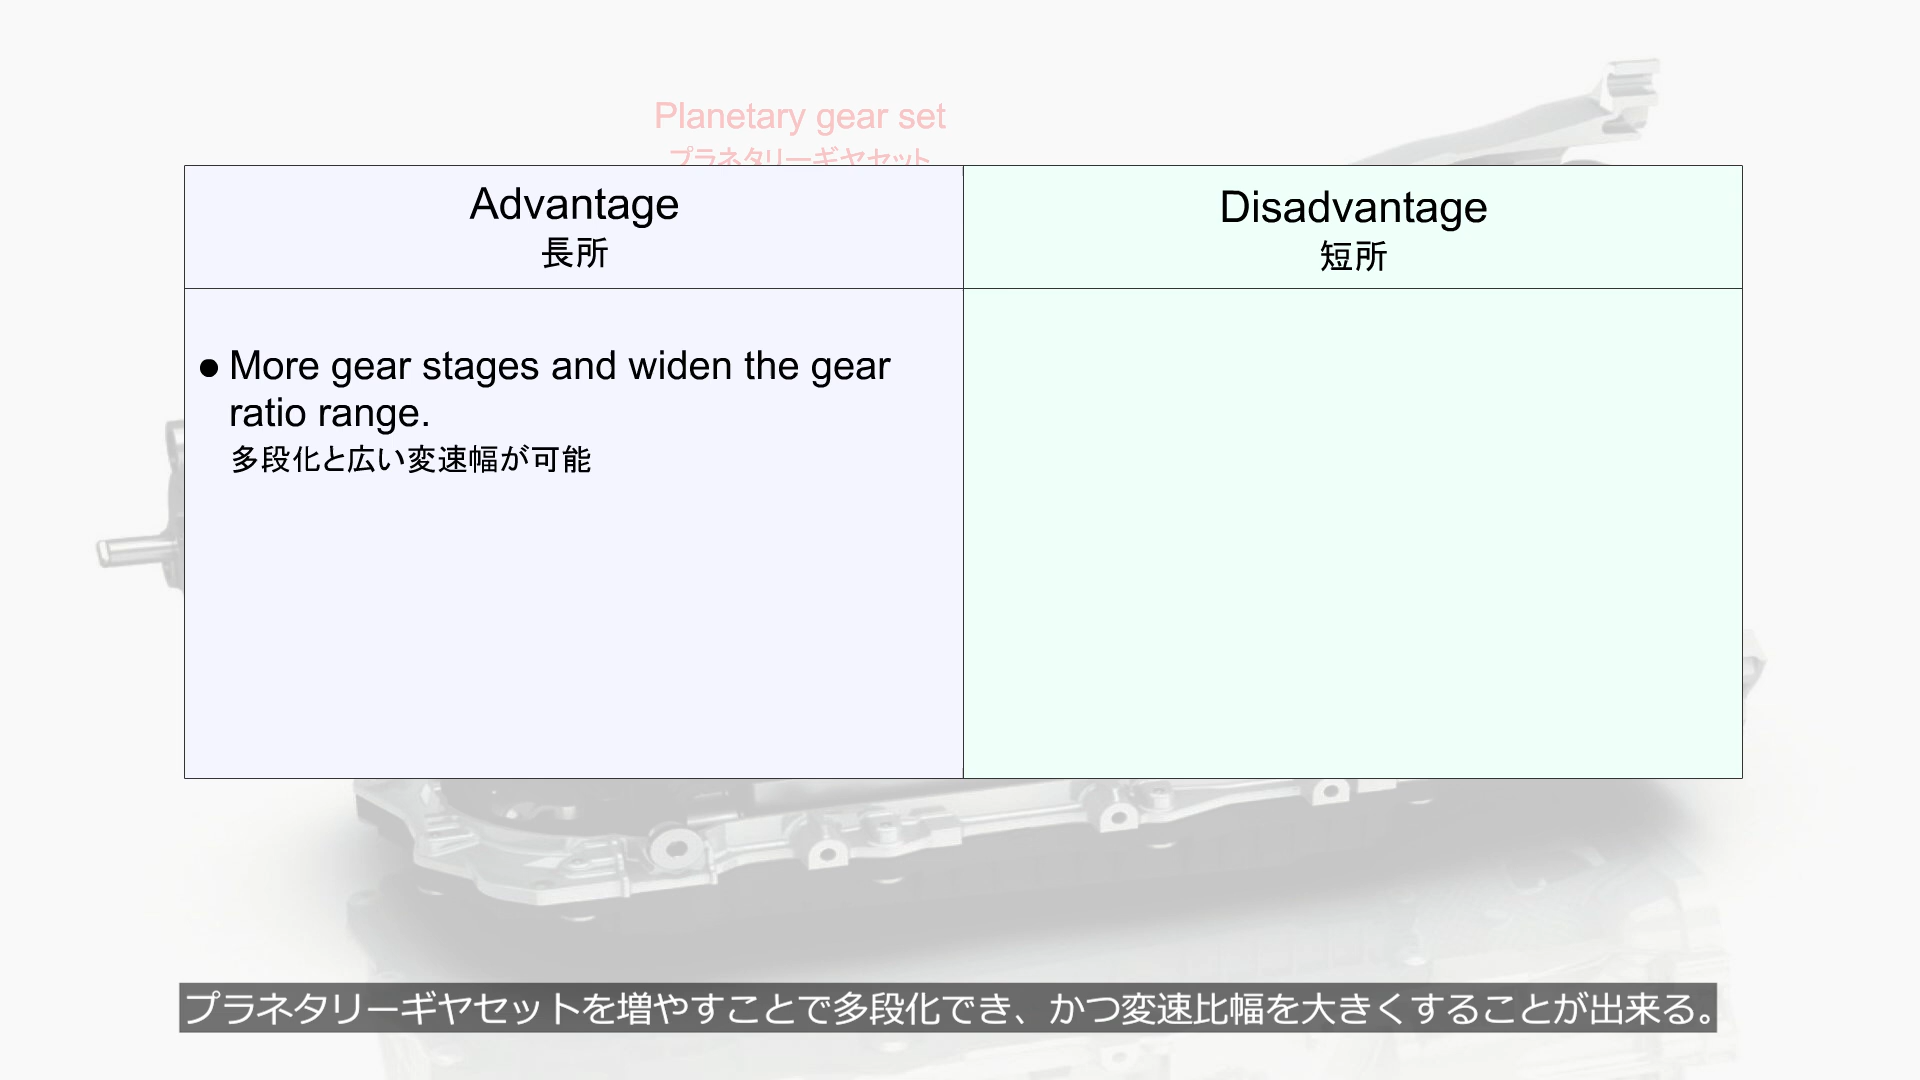 Planetary gear set
プラネタリーギヤセット
Advantage
長所
Disadvantage
短所
● More gear stages and widen the gear
ratio range.
多段化と広い変速幅が可能
プラネタリーギヤセットを増やすことで多段化でき、かつ変速比幅を大きくすることが出来る。